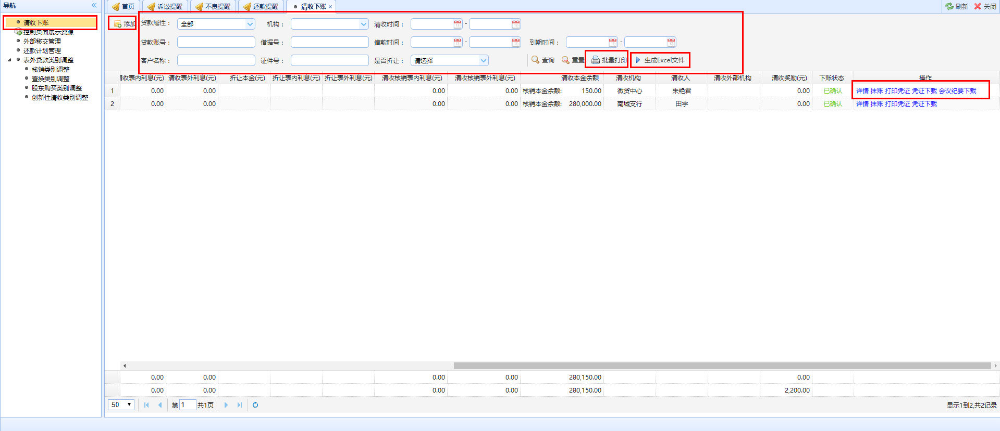 导航
清收下账
控制页面展示资源
外部移交管理
还款计划管理
表外贷款类别调整
核销类别调整
置换类别调整
股东购买类别调整
创新性清收类别调整
首页 诉讼提醒 不良提醒 还款提醒 清收下账 × 刷新 关闭
添加 贷款属性： 全部 机构： 清收时间： -
贷款账号： 借据号： 借款时间： - 到期时间： -
客户名称： 证件号： 是否折让： 请选择 查询 重置 批量打印 生成Excel文件
清收表内利息(元) 清收表外利息(元) 折让本金(元) 折让表内利息(元) 折让表外利息(元) 清收核销表内利息(元) 清收核销表外利息(元) 清收本金余额 清收机构 清收人 清收外部机构 清收奖励(元) 下账状态 操作
1 0.00 0.00 0.00 0.00 核销本金余额: 150.00 微贷中心 朱艳君 0.00 已确认 详情 抹账 打印凭证 凭证下载 会议纪要下载
2 0.00 0.00 0.00 0.00 核销本金余额: 280,000.00 南城支行 田宇 0.00 已确认 详情 抹账 打印凭证 凭证下载
0.00 0.00 0.00 0.00 280,150.00 0.00
0.00 0.00 0.00 0.00 280,150.00 2,200.00
50 第 1 共1页 显示1到2,共2记录